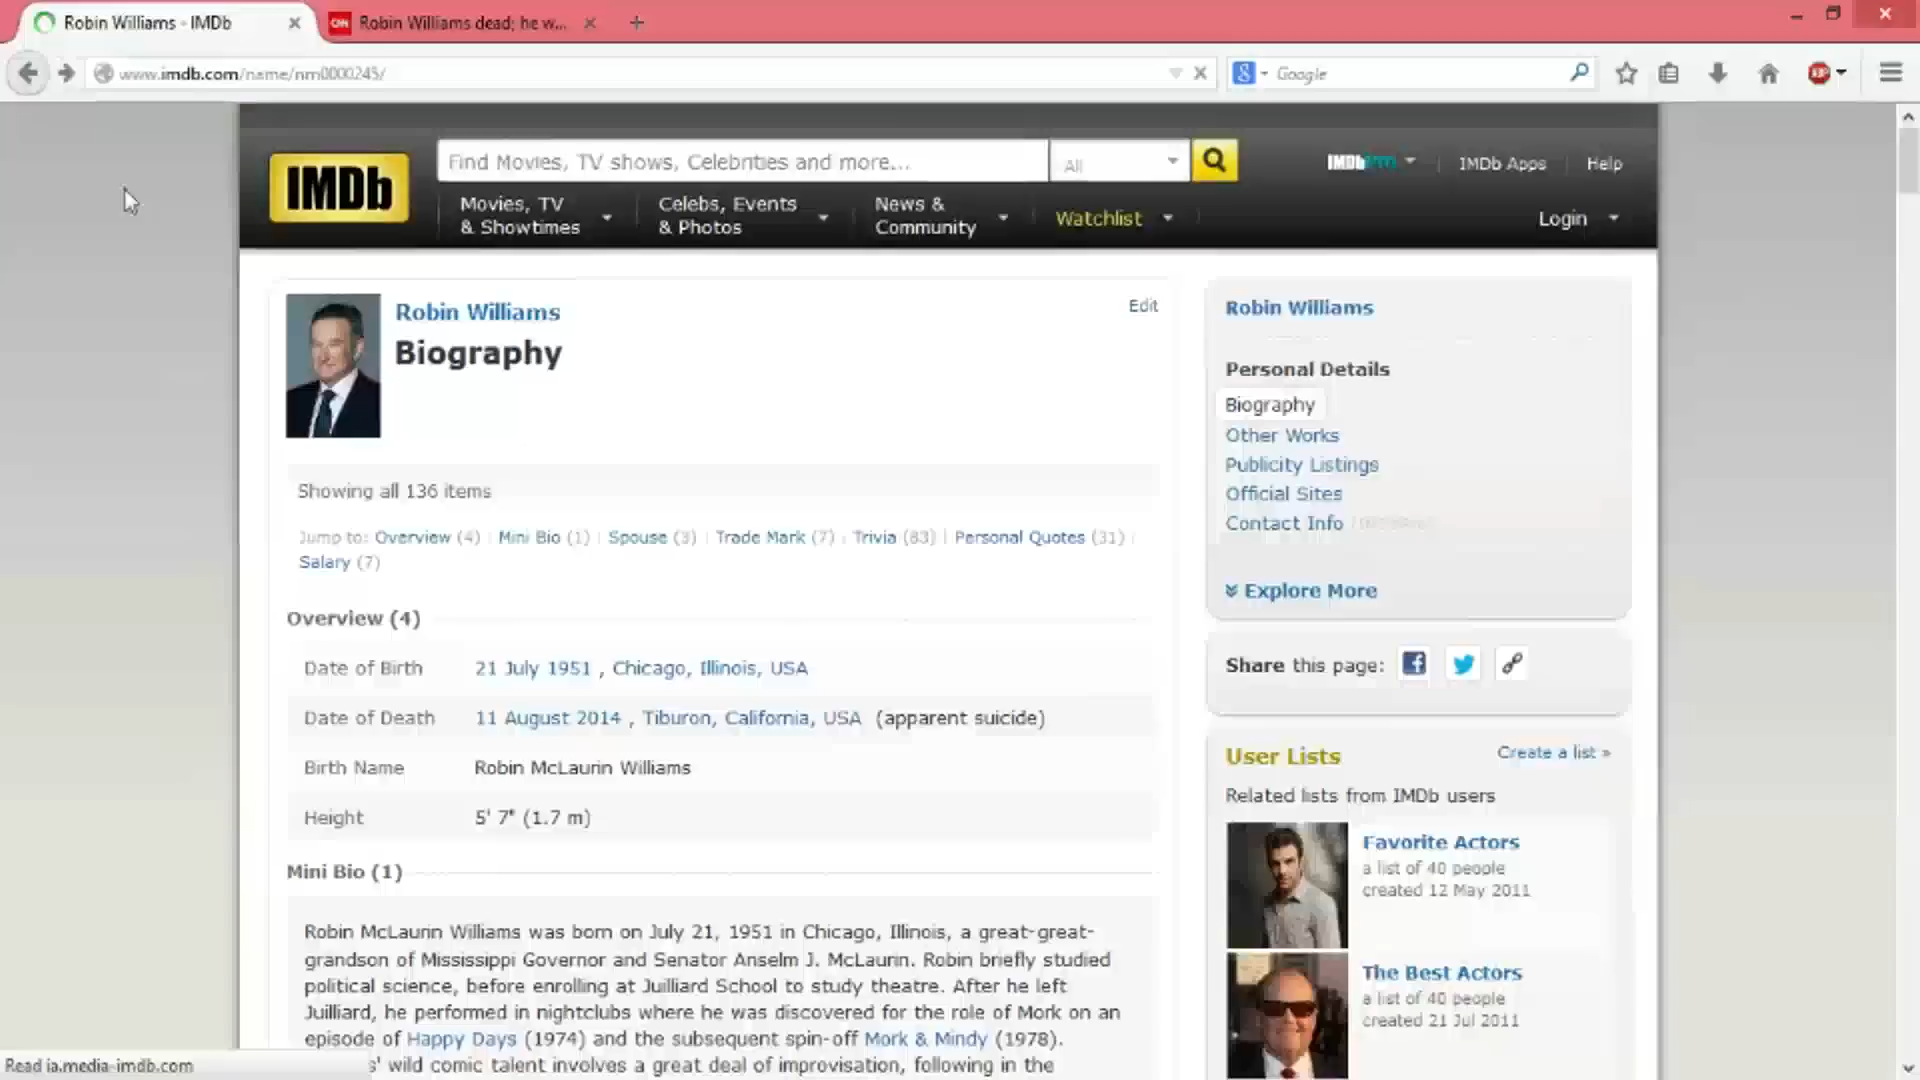 Robin Williams - IMDb
CNN Robin Williams dead; he w...
www.imdb.com/name/nm0000245/
Google
IMDb
Find Movies, TV shows, Celebrities and more...
All
IMDb
IMDb Apps
Help
Movies, TV
& Showtimes
Celebs, Events
& Photos
News &
Community
Watchlist
Login
Robin Williams
Biography
Edit
Showing all 136 items
Jump to: Overview (4) | Mini Bio (1) | Spouse (3) | Trade Mark (7) | Trivia (83) | Personal Quotes (31) |
Salary (7)
Overview (4)
Date of Birth 21 July 1951 , Chicago, Illinois, USA
Date of Death 11 August 2014 , Tiburon, California, USA (apparent suicide)
Birth Name Robin McLaurin Williams
Height 5' 7" (1.7 m)
Mini Bio (1)
Robin McLaurin Williams was born on July 21, 1951 in Chicago, Illinois, a great-great-
grandson of Mississippi Governor and Senator Anselm J. McLaurin. Robin briefly studied
political science, before enrolling at Juilliard School to study theatre. After he left
Juilliard, he performed in nightclubs where he was discovered for the role of Mork on an
episode of Happy Days (1974) and the subsequent spin-off Mork & Mindy (1978).
s' wild comic talent involves a great deal of improvisation, following in the
Robin Williams
Personal Details
Biography
Other Works
Publicity Listings
Official Sites
Contact Info
Explore More
Share this page:
User Lists
Create a list »
Related lists from IMDb users
Favorite Actors
a list of 40 people
created 12 May 2011
The Best Actors
a list of 40 people
created 21 Jul 2011
Read ia.media-imdb.com